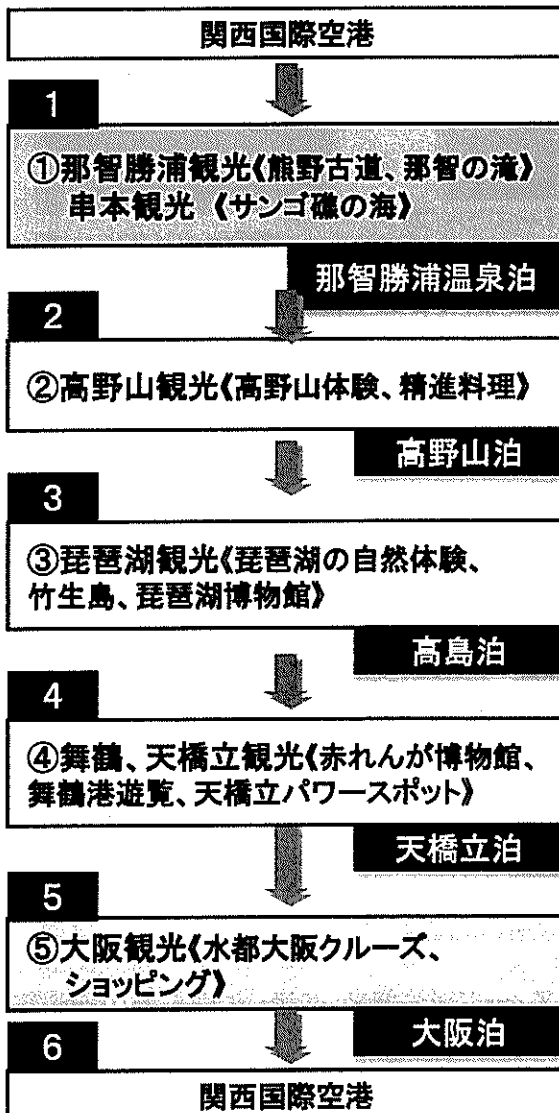 関西国際空港
1
①那智勝浦観光《熊野古道、那智の滝》
串本観光 《サンゴ礁の海》
那智勝浦温泉泊
2
②高野山観光《高野山体験、精進料理》
高野山泊
3
③琵琶湖観光《琵琶湖の自然体験、
竹生島、琵琶湖博物館》
高島泊
4
④舞鶴、天橋立観光《赤れんが博物館、
舞鶴港遊覧、天橋立パワースポット》
天橋立泊
5
⑤大阪観光《水都大阪クルーズ、
ショッピング》
大阪泊
6
関西国際空港